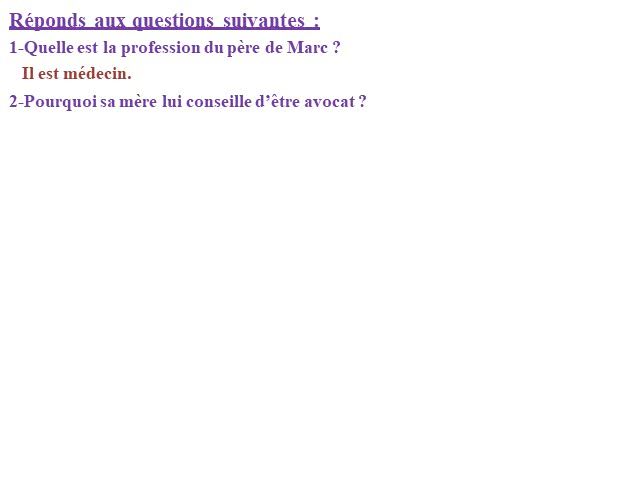 Réponds aux questions suivantes :
1-Quelle est la profession du père de Marc ?
Il est médecin.
2-Pourquoi sa mère lui conseille d’être avocat ?